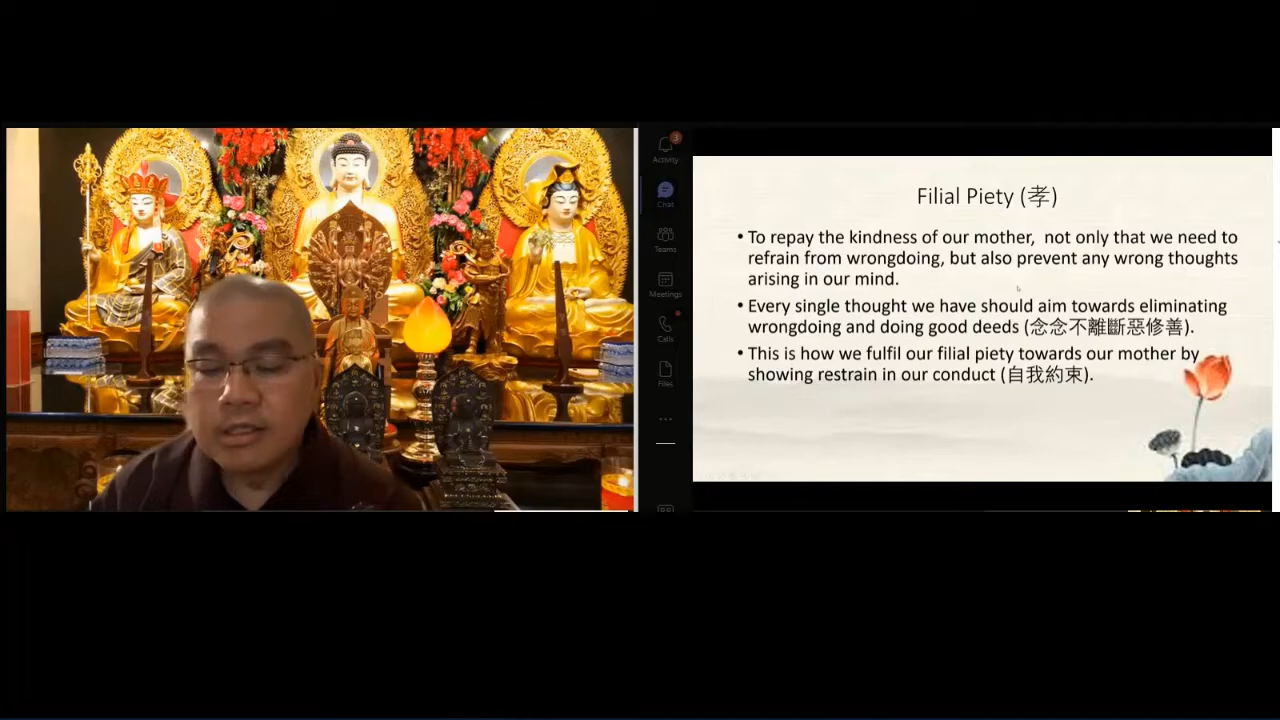 3
Activity
Chat
Teams
Meetings
Calls
Files
Filial Piety (孝)
• To repay the kindness of our mother, not only that we need to
refrain from wrongdoing, but also prevent any wrong thoughts
arising in our mind.
• Every single thought we have should aim towards eliminating
wrongdoing and doing good deeds (念念不離斷惡修善).
• This is how we fulfil our filial piety towards our mother by
showing restrain in our conduct (自我約束).